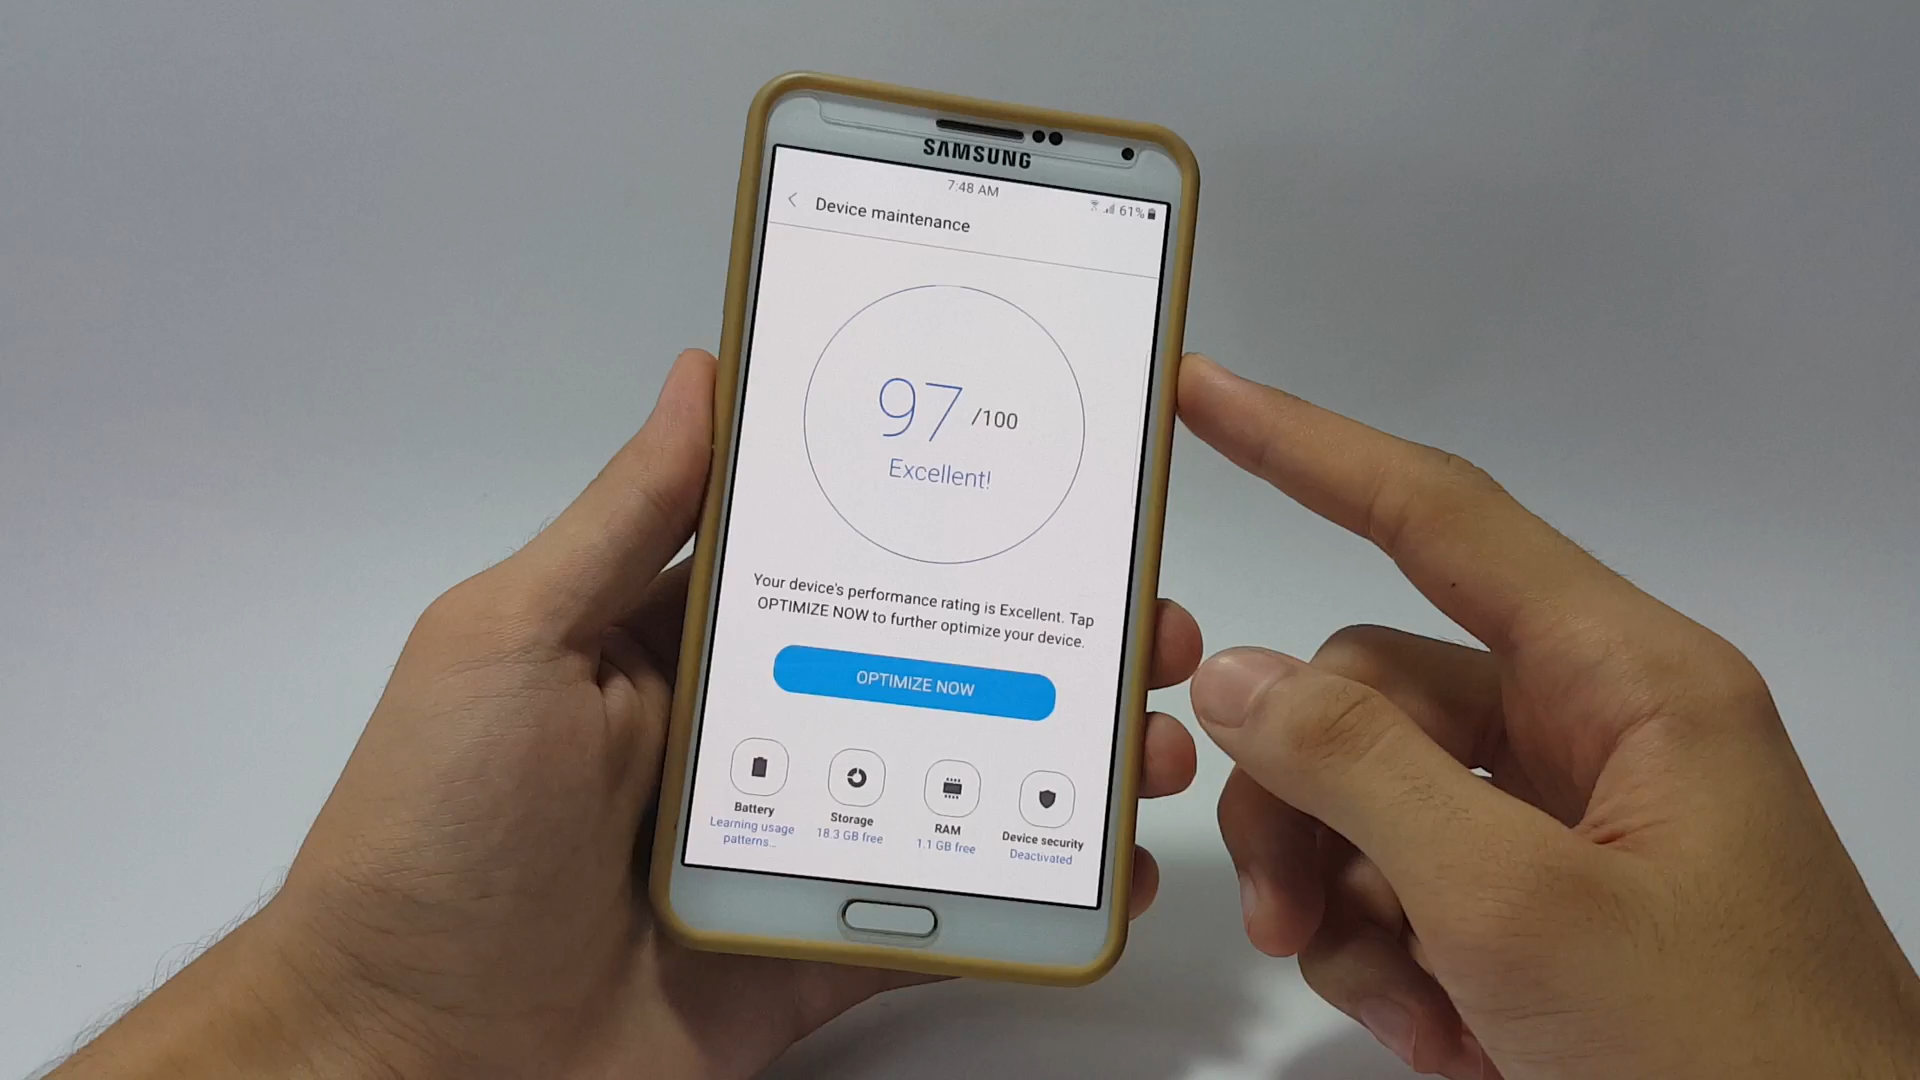 SAMSUNG
7:48 AM
61%
Device maintenance
97 /100
Excellent!
Your device's performance rating is Excellent. Tap
OPTIMIZE NOW to further optimize your device.
OPTIMIZE NOW
Battery
Learning usage
patterns...
Storage
18.3 GB free
RAM
1.1 GB free
Device security
Deactivated